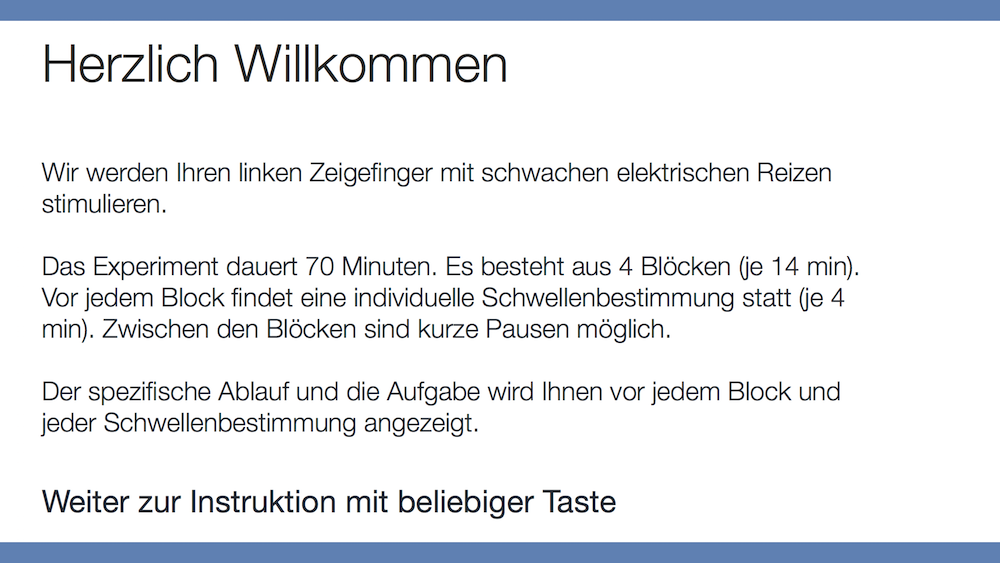 Herzlich Willkommen
Wir werden Ihren linken Zeigefinger mit schwachen elektrischen Reizen
stimulieren.
Das Experiment dauert 70 Minuten. Es besteht aus 4 Blöcken (je 14 min).
Vor jedem Block findet eine individuelle Schwellenbestimmung statt (je 4
min). Zwischen den Blöcken sind kurze Pausen möglich.
Der spezifische Ablauf und die Aufgabe wird Ihnen vor jedem Block und
jeder Schwellenbestimmung angezeigt.
Weiter zur Instruktion mit beliebiger Taste